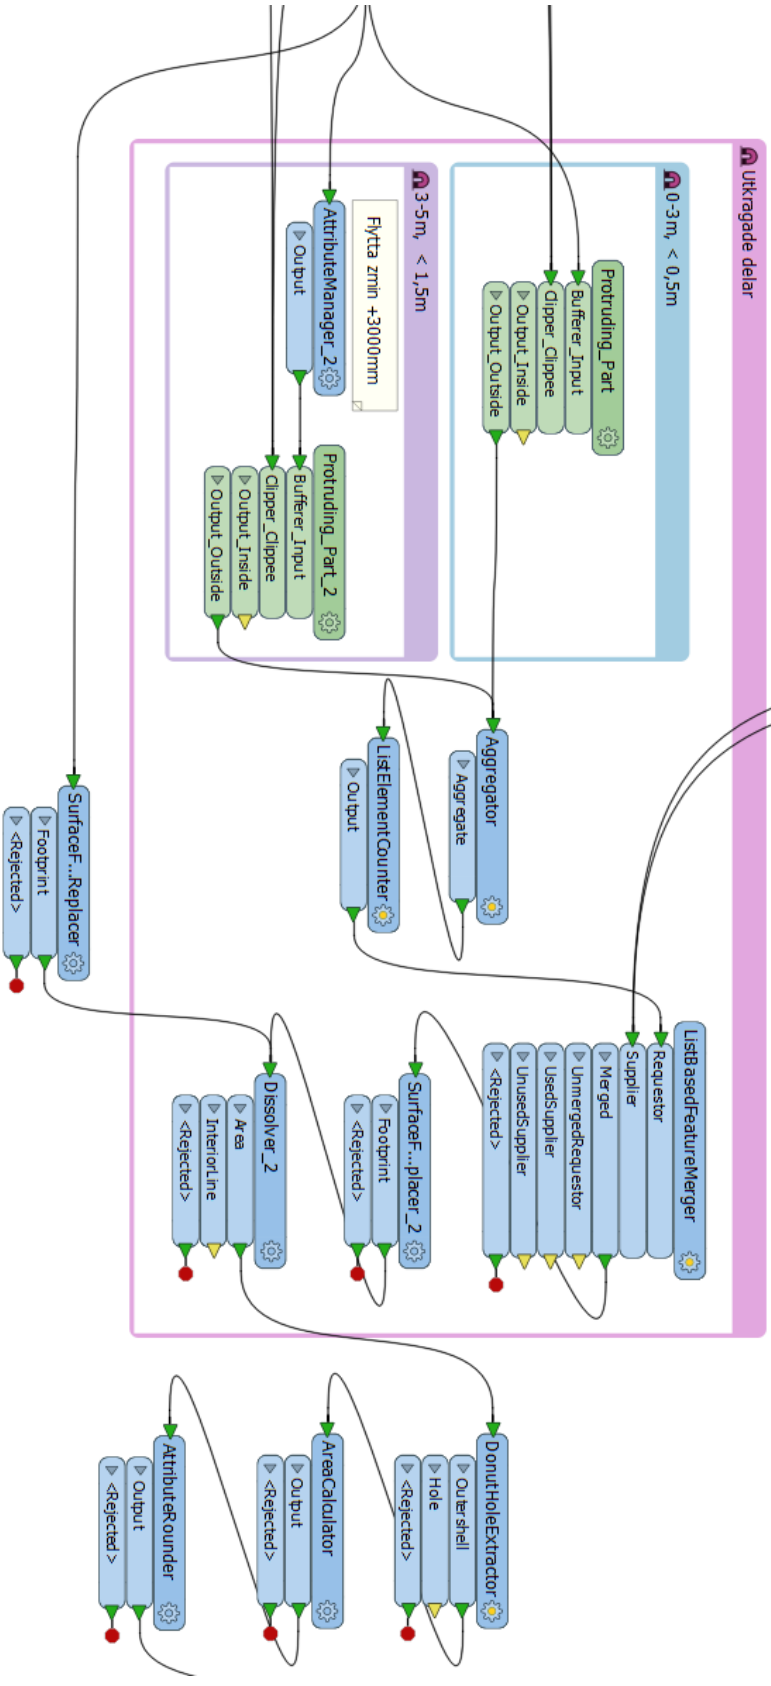 Utkragade delar
0-3m, < 0,5m
Protruding_Part
Bufferer_Input
Clipper_Clippee
Output_Inside
Output_Outside
3-5m, < 1,5m
Flytta zmin +3000mm
AttributeManager_2
Output
Protruding_Part_2
Bufferer_Input
Clipper_Clippee
Output_Inside
Output_Outside
Aggregator
Aggregate
ListElementCounter
Output
SurfaceF...Replacer
Footprint
<Rejected>
ListBasedFeatureMerger
Requestor
Supplier
Merged
UnmergedRequestor
UsedSupplier
UnusedSupplier
<Rejected>
SurfaceF...placer_2
Footprint
<Rejected>
Dissolver_2
Area
InteriorLine
<Rejected>
DonutHoleExtractor
Outershell
Hole
<Rejected>
AreaCalculator
Output
<Rejected>
AttributeRounder
Output
<Rejected>